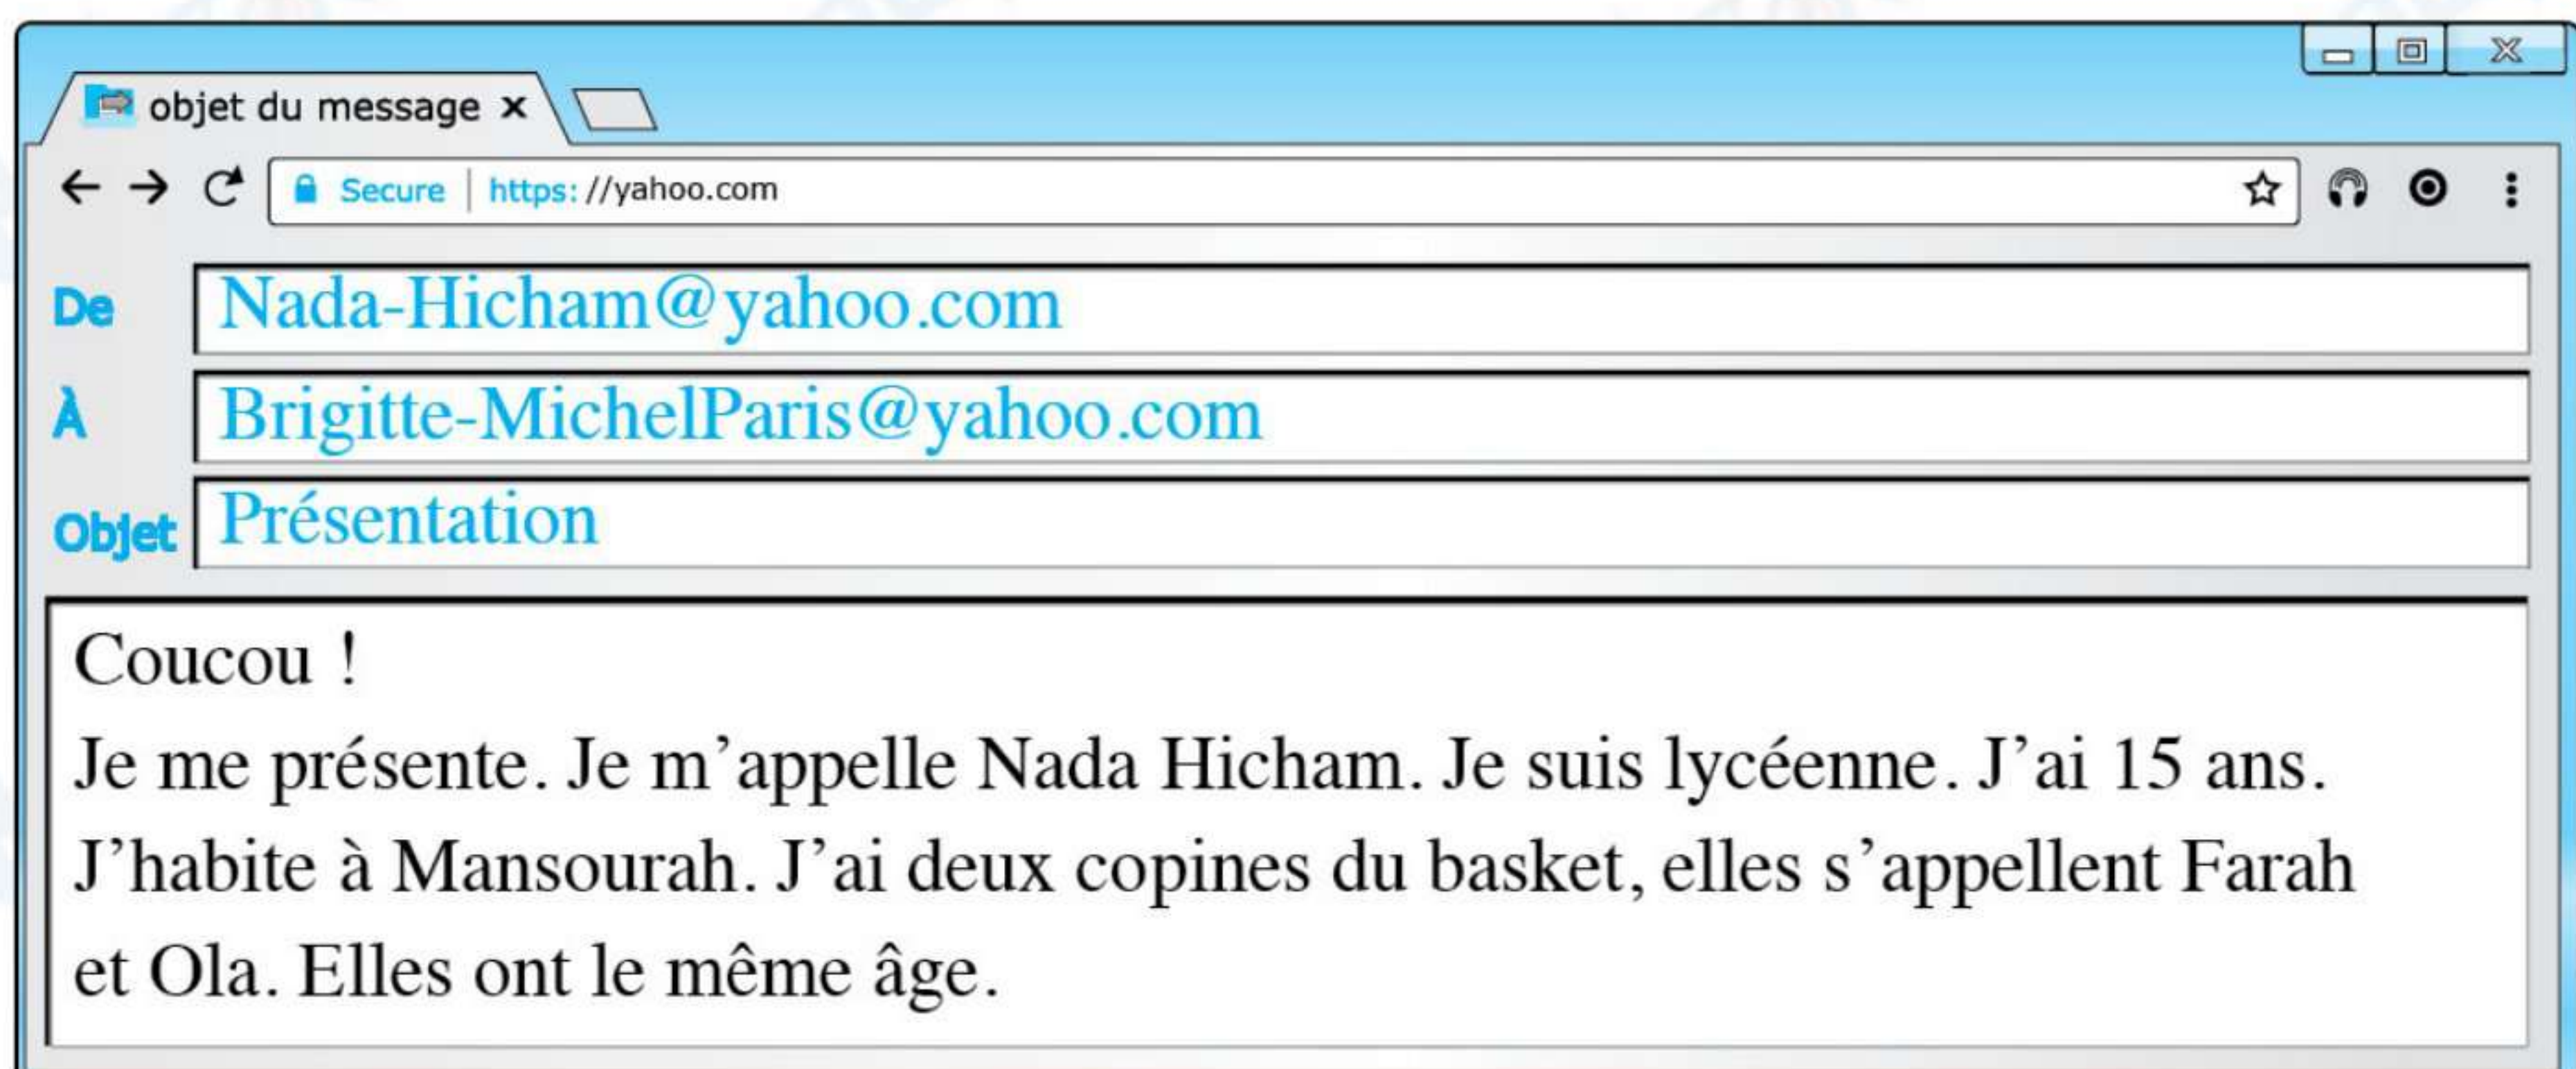 objet du message x
Secure | https://yahoo.com
De Nada-Hicham@yahoo.com
À Brigitte-MichelParis@yahoo.com
Objet Présentation
Coucou !
Je me présente. Je m’appelle Nada Hicham. Je suis lycéenne. J’ai 15 ans.
J’habite à Mansourah. J’ai deux copines du basket, elles s’appellent Farah
et Ola. Elles ont le même âge.